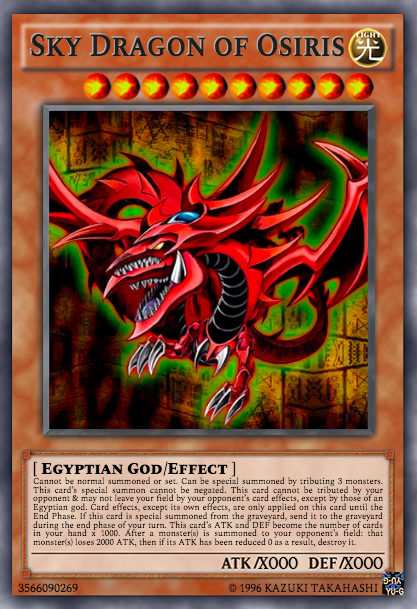 SKY DRAGON OF OSIRIS
LIGHT
光
[ EGYPTIAN GOD/EFFECT ]
Cannot be normal summoned or set. Can be special summoned by tributing 3 monsters.
This card's special summon cannot be negated. This card cannot be tributed by your
opponent & may not leave your field by your opponent's card effects, except by those of an
Egyptian god. Card effects, except its own effects, are only applied on this card until the
End Phase. If this card is special summoned from the graveyard, send it to the graveyard
during the end phase of your turn. This card's ATK and DEF become the number of cards
in your hand x 1000. After a monster(s) is summoned to your opponent's field: that
monster(s) loses 2000 ATK, then if its ATK has been reduced 0 as a result, destroy it.
ATK/X000 DEF/X000
3566090269
© 1996 KAZUKI TAKAHASHI